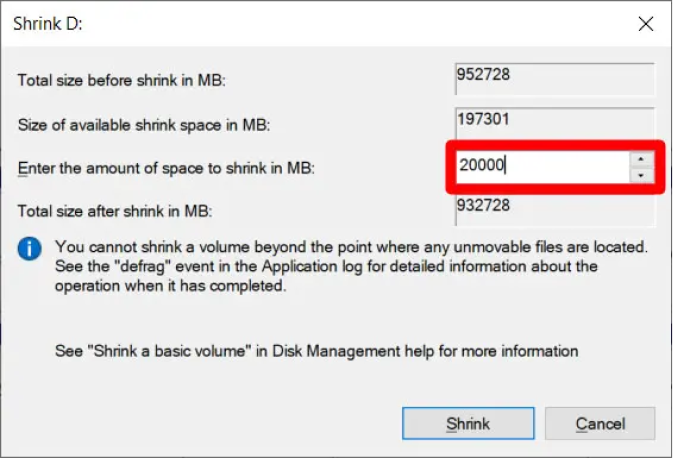 Shrink D:
Total size before shrink in MB: 952728
Size of available shrink space in MB: 197301
Enter the amount of space to shrink in MB: 20000
Total size after shrink in MB: 932728
You cannot shrink a volume beyond the point where any unmovable files are located.
See the "defrag" event in the Application log for detailed information about the
operation when it has completed.
See "Shrink a basic volume" in Disk Management help for more information
Shrink Cancel